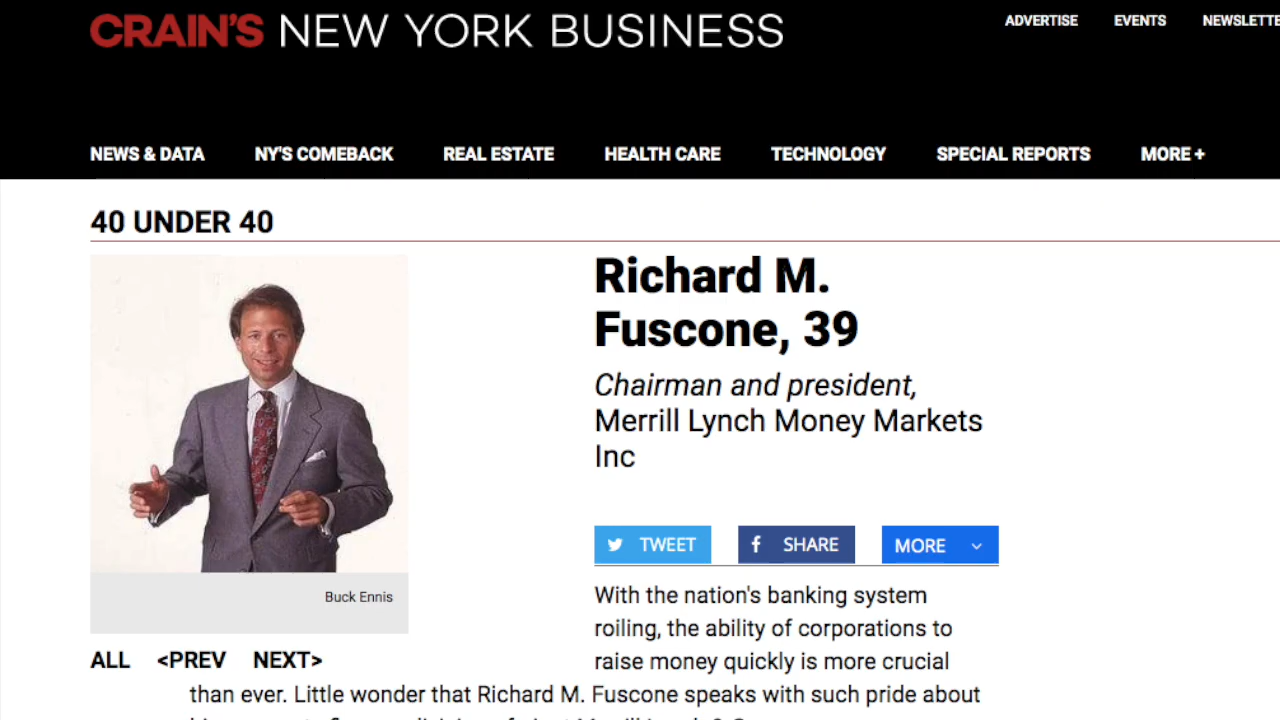 CRAIN'S NEW YORK BUSINESS
ADVERTISE EVENTS
NEWS & DATA NY'S COMEBACK REAL ESTATE HEALTH CARE TECHNOLOGY SPECIAL REPORTS MORE +
40 UNDER 40
Richard M.
Fuscone, 39
Chairman and president,
Merrill Lynch Money Markets
Inc
TWEET SHARE MORE
Buck Ennis
ALL <PREV NEXT>
With the nation's banking system
roiling, the ability of corporations to
raise money quickly is more crucial
than ever. Little wonder that Richard M. Fuscone speaks with such pride about